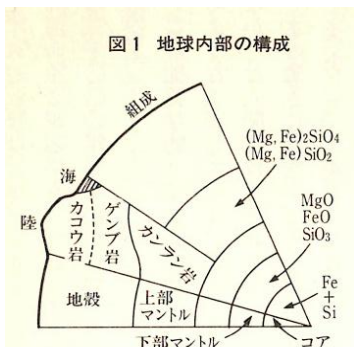 図1 地球内部の構成
組成
(Mg, Fe)₂SiO₄
(Mg, Fe) SiO₂
海
MgO
FeO
SiO₃
陸
カコウ岩
ゲンブ岩
カンラン岩
Fe
+
Si
地殻
上部
マントル
下部マントル
コア